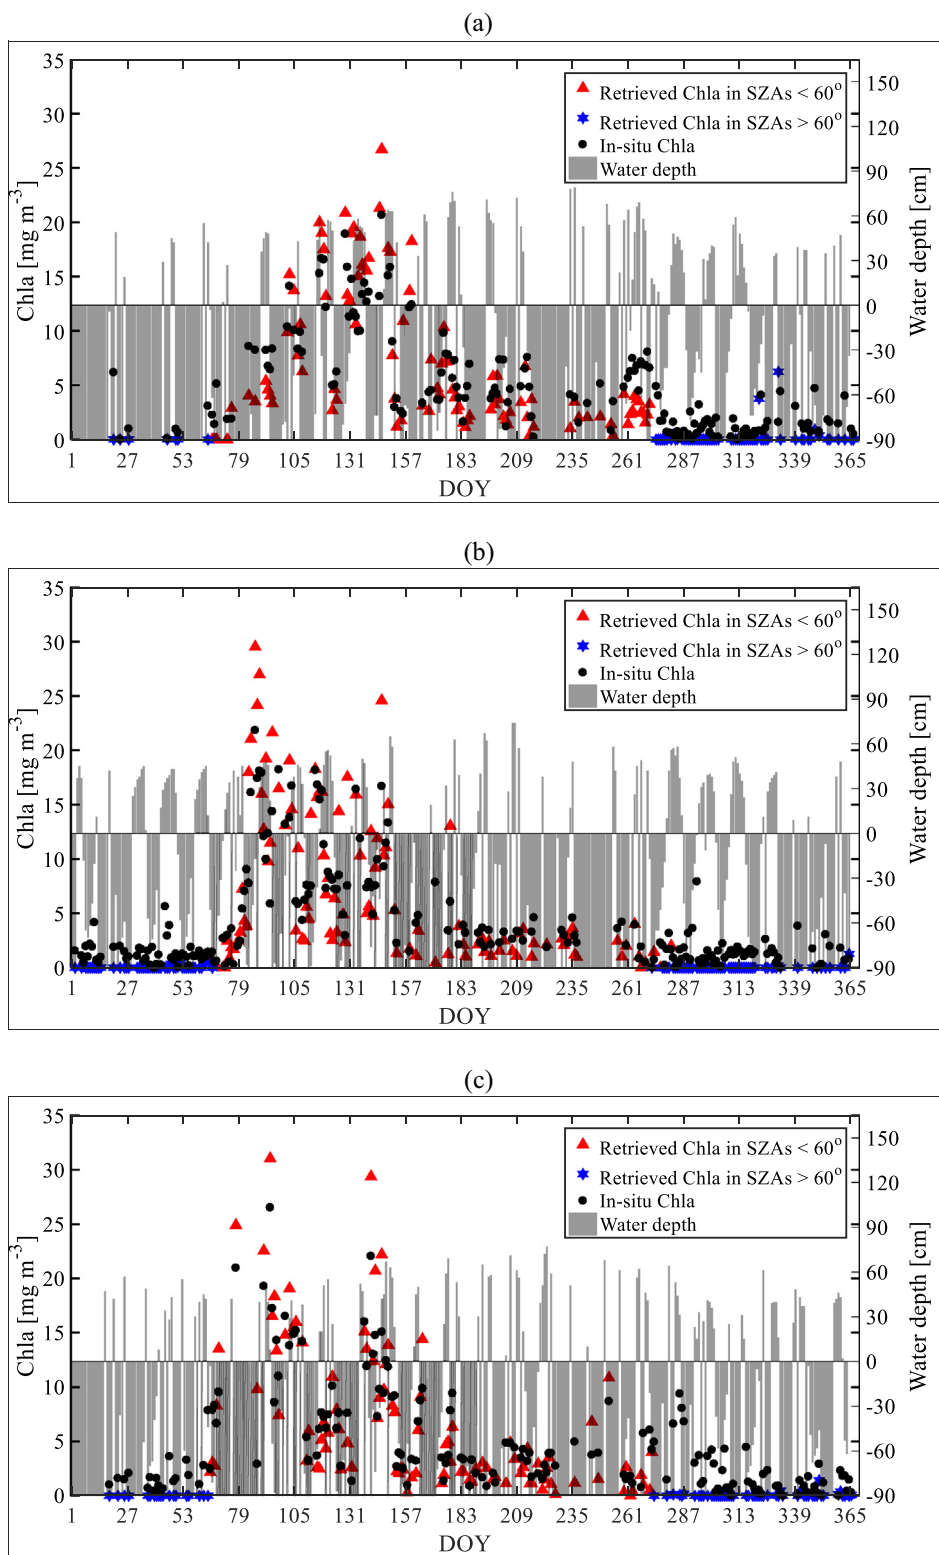 (a)
35
30
25
20
15
10
5
0
Chla [mg m-3]
150
120
90
60
30
0
-30
-60
-90
Water depth [cm]
Retrieved Chla in SZAs < 60o
Retrieved Chla in SZAs > 60o
In-situ Chla
Water depth
1 27 53 79 105 131 157 183 209 235 261 287 313 339 365
DOY
(b)
35
30
25
20
15
10
5
0
Chla [mg m-3]
150
120
90
60
30
0
-30
-60
-90
Water depth [cm]
Retrieved Chla in SZAs < 60o
Retrieved Chla in SZAs > 60o
In-situ Chla
Water depth
1 27 53 79 105 131 157 183 209 235 261 287 313 339 365
DOY
(c)
35
30
25
20
15
10
5
0
Chla [mg m-3]
150
120
90
60
30
0
-30
-60
-90
Water depth [cm]
Retrieved Chla in SZAs < 60o
Retrieved Chla in SZAs > 60o
In-situ Chla
Water depth
1 27 53 79 105 131 157 183 209 235 261 287 313 339 365
DOY